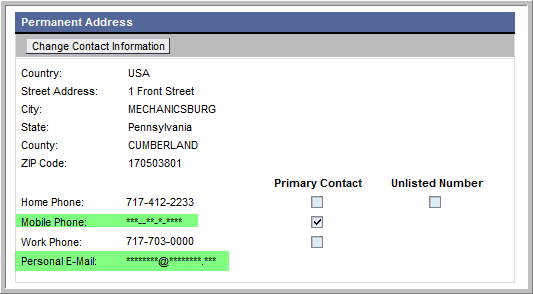 Permanent Address
Change Contact Information
Country: USA
Street Address: 1 Front Street
City: MECHANICSBURG
State: Pennsylvania
County: CUMBERLAND
ZIP Code: 170503801
Primary Contact Unlisted Number
Home Phone: 717-412-2233
Mobile Phone: ***--**-*-****
Work Phone: 717-703-0000
Personal E-Mail: ********@********.***